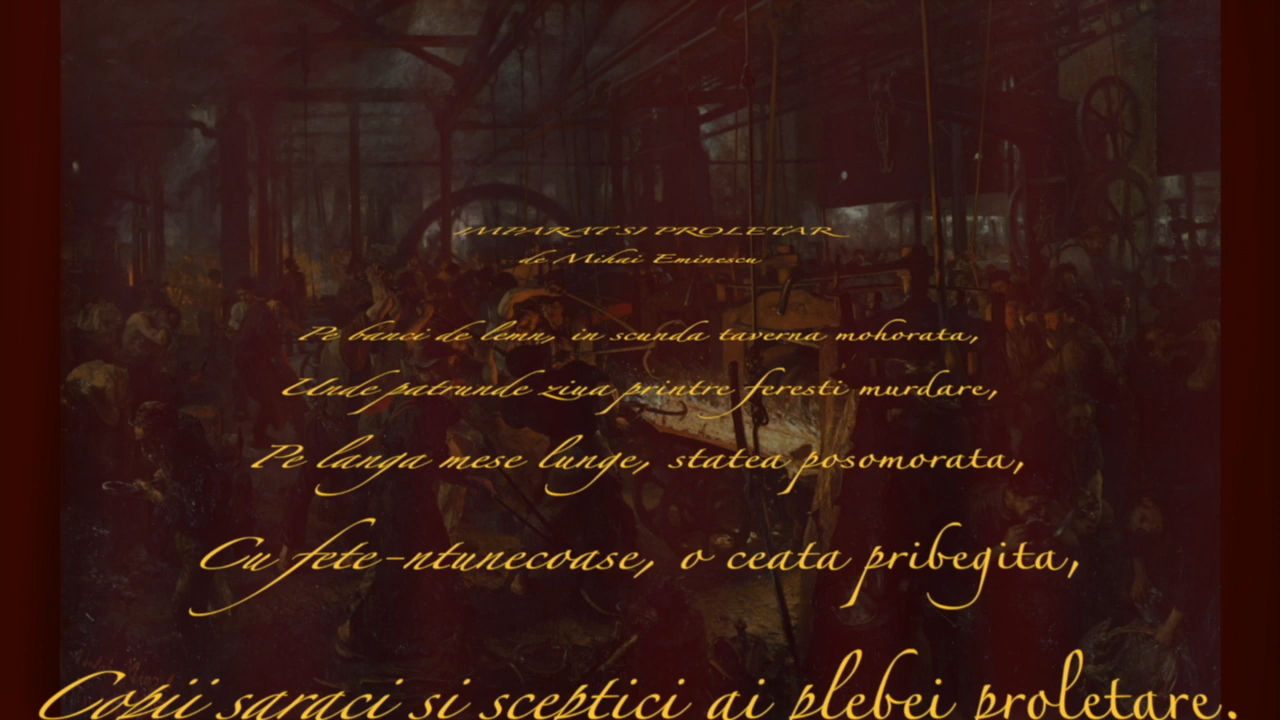 IMPARAT SI PROLETAR
de Mihai Eminescu
Pe banci de lemn, in scunda taverna mohorata,
Unde patrunde ziua printre feresti murdare,
Pe langa mese lunge, statea posomorata,
Cu fete-ntunecoase, o ceata pribegita,
Copii saraci si sceptici ai plebei proletare.